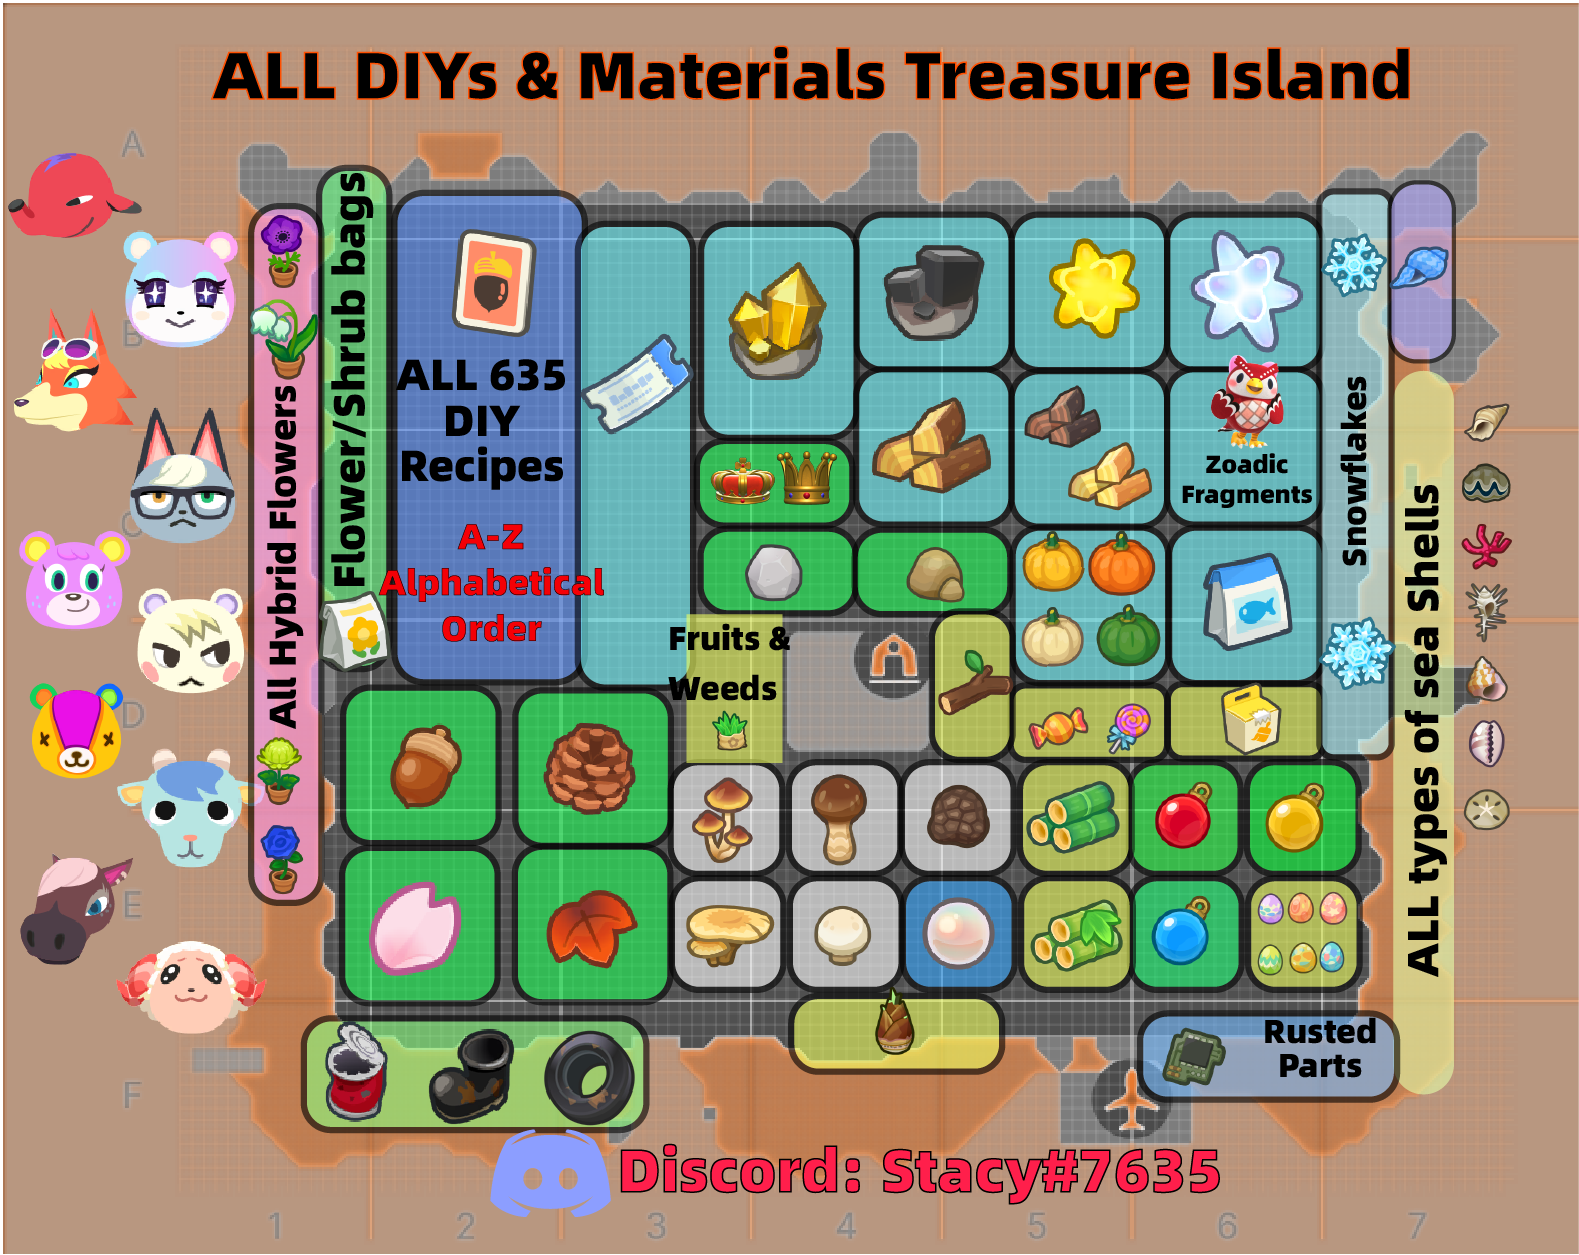 ALL DIYs & Materials Treasure Island
A
B
C
D
E
F
All Hybrid Flowers
Flower/Shrub bags
ALL 635
DIY
Recipes
A-Z
Alphabetical
Order
Fruits &
Weeds
Zoadic
Fragments
Snowflakes
ALL types of sea Shells
Rusted
Parts
Discord: Stacy#7635
1 2 3 4 5 6 7